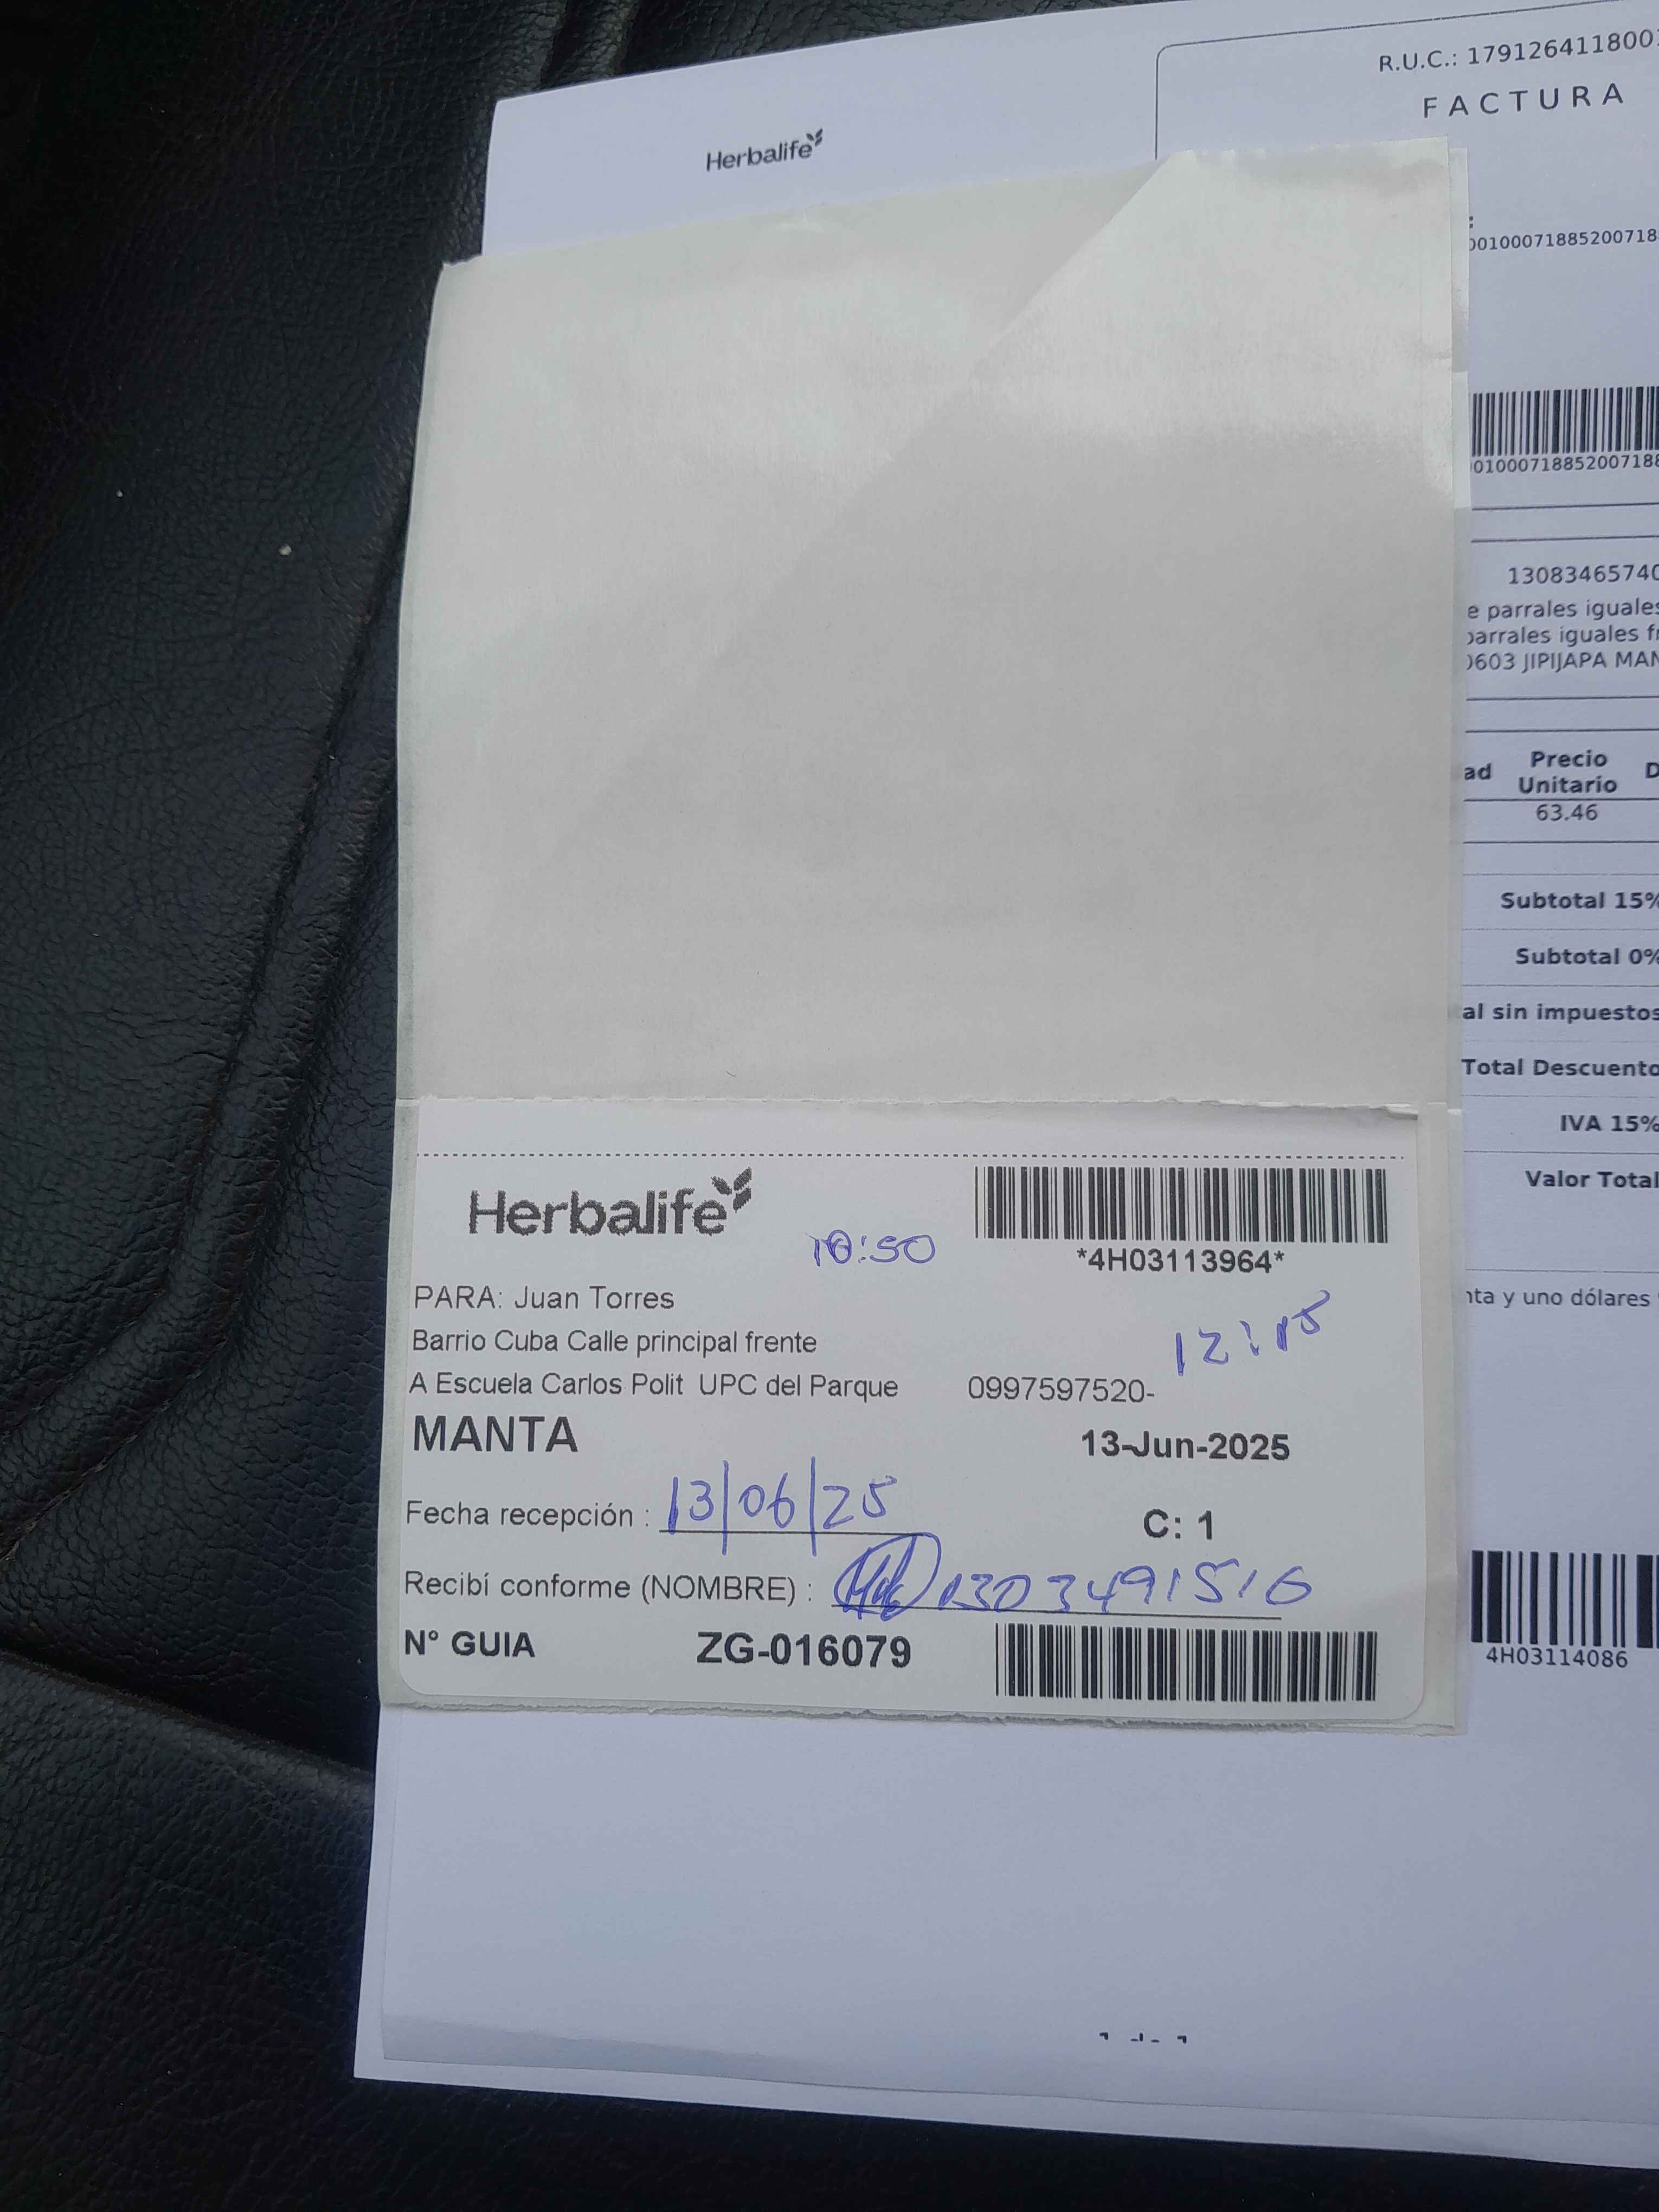 R.U.C.: 179126411800
FACTURA
Herbalife
:
00100071885200718
0100071885200718
13083465740
e parrales iguales
parrales iguales
0603 JIPIJAPA MAN
ad Precio Unitario D
63.46
Subtotal 15%
Subtotal 0%
al sin impuestos
Total Descuento
IVA 15%
Valor Total
nta y uno dólares
4H03114086
Herbalife
10:50
*4H03113964*
PARA: Juan Torres
12:15
Barrio Cuba Calle principal frente
A Escuela Carlos Polit UPC del Parque 0997597520-
MANTA 13-Jun-2025
Fecha recepción : 13/06/25 C: 1
Recibí conforme (NOMBRE) : 1303491516
N° GUIA ZG-016079